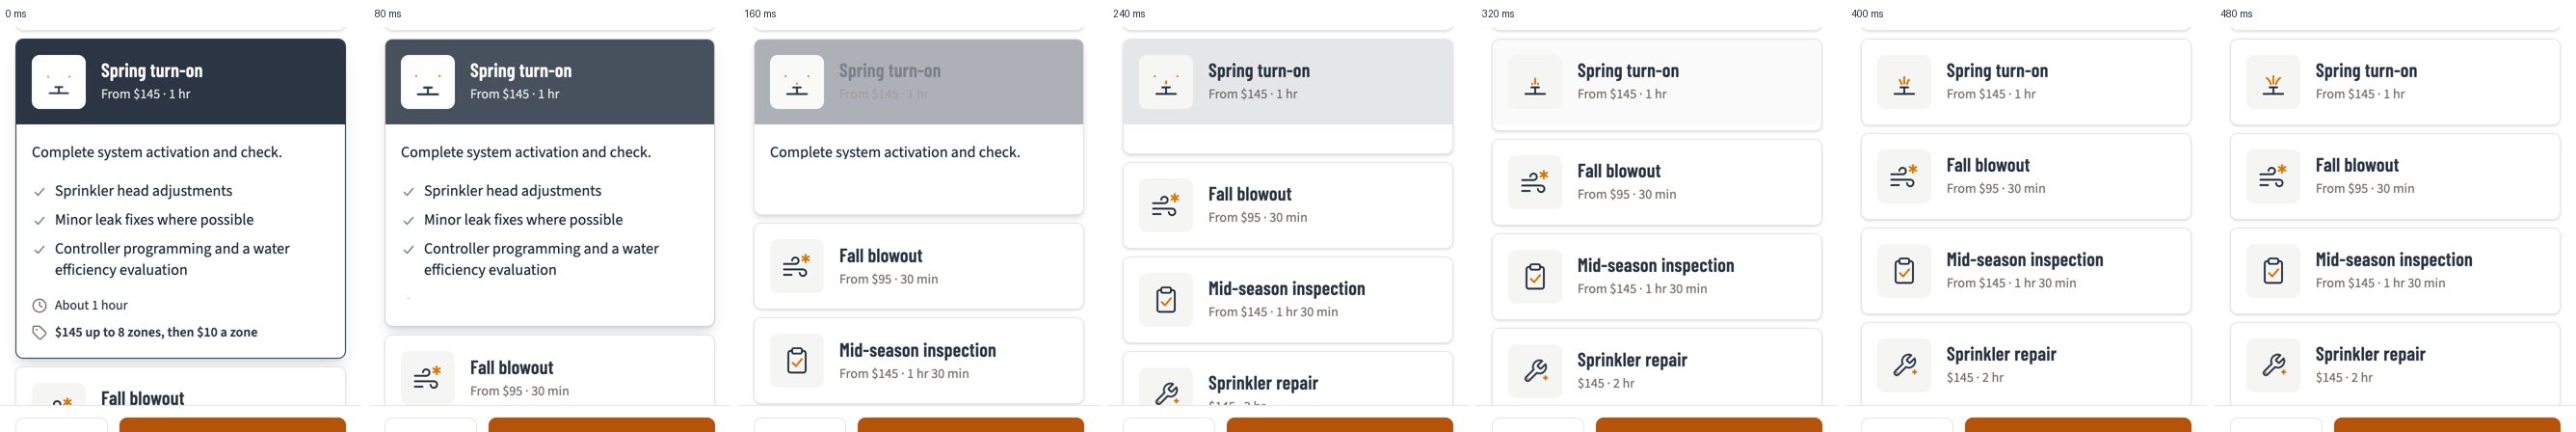 0 ms
Spring turn-on
From $145 · 1 hr
Complete system activation and check.
Sprinkler head adjustments
Minor leak fixes where possible
Controller programming and a water
efficiency evaluation
About 1 hour
$145 up to 8 zones, then $10 a zone
Fall blowout
80 ms
Spring turn-on
From $145 · 1 hr
Complete system activation and check.
Sprinkler head adjustments
Minor leak fixes where possible
Controller programming and a water
efficiency evaluation
Fall blowout
From $95 · 30 min
160 ms
Spring turn-on
From $145 · 1 hr
Complete system activation and check.
Fall blowout
From $95 · 30 min
Mid-season inspection
From $145 · 1 hr 30 min
240 ms
Spring turn-on
From $145 · 1 hr
Fall blowout
From $95 · 30 min
Mid-season inspection
From $145 · 1 hr 30 min
Sprinkler repair
$145 · 2 hr
320 ms
Spring turn-on
From $145 · 1 hr
Fall blowout
From $95 · 30 min
Mid-season inspection
From $145 · 1 hr 30 min
Sprinkler repair
$145 · 2 hr
400 ms
Spring turn-on
From $145 · 1 hr
Fall blowout
From $95 · 30 min
Mid-season inspection
From $145 · 1 hr 30 min
Sprinkler repair
$145 · 2 hr
480 ms
Spring turn-on
From $145 · 1 hr
Fall blowout
From $95 · 30 min
Mid-season inspection
From $145 · 1 hr 30 min
Sprinkler repair
$145 · 2 hr